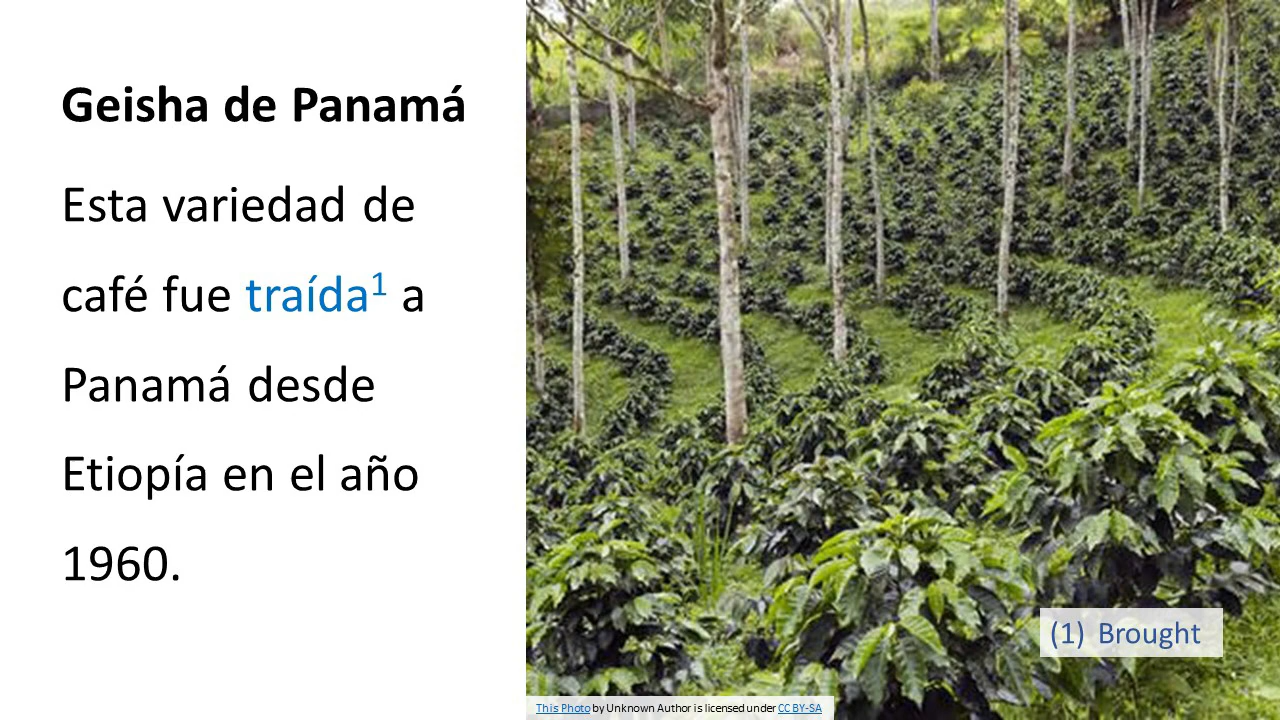 Geisha de Panamá
Esta variedad de
café fue traída¹ a
Panamá desde
Etiopía en el año
1960.
(1) Brought
This Photo by Unknown Author is licensed under CC BY-SA